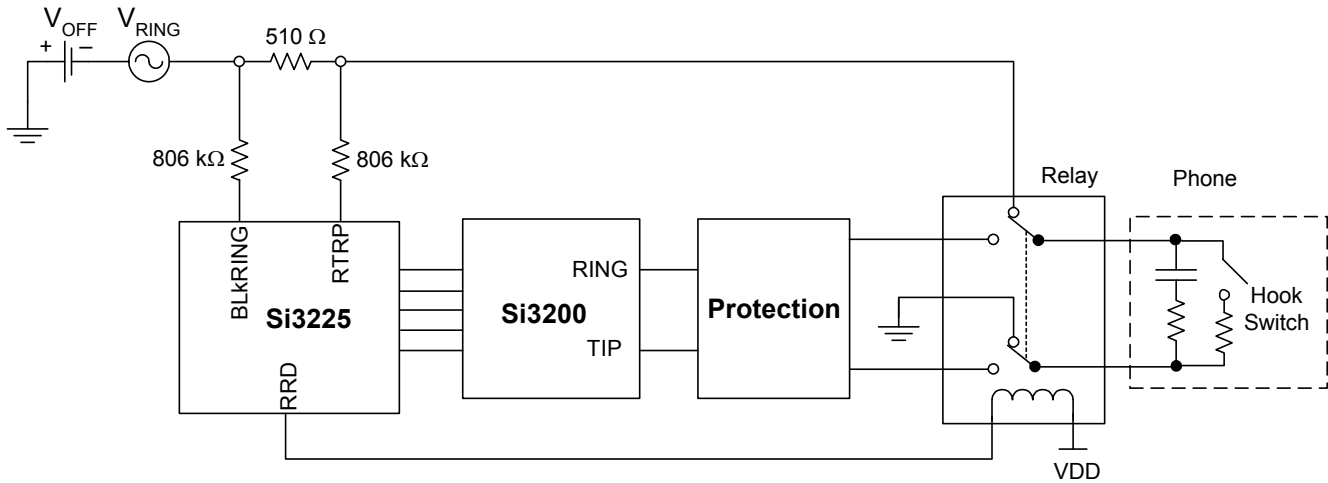 V_OFF V_RING
+ –
510 Ω
806 kΩ 806 kΩ
Relay
Phone
BLkRING
RTRP
Si3225
RRD
RING
Si3200
TIP
Protection
Hook
Switch
VDD